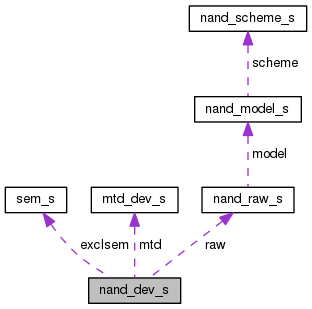 nand_scheme_s
scheme
nand_model_s
model
sem_s
mtd_dev_s
nand_raw_s
exclsem
mtd
raw
nand_dev_s